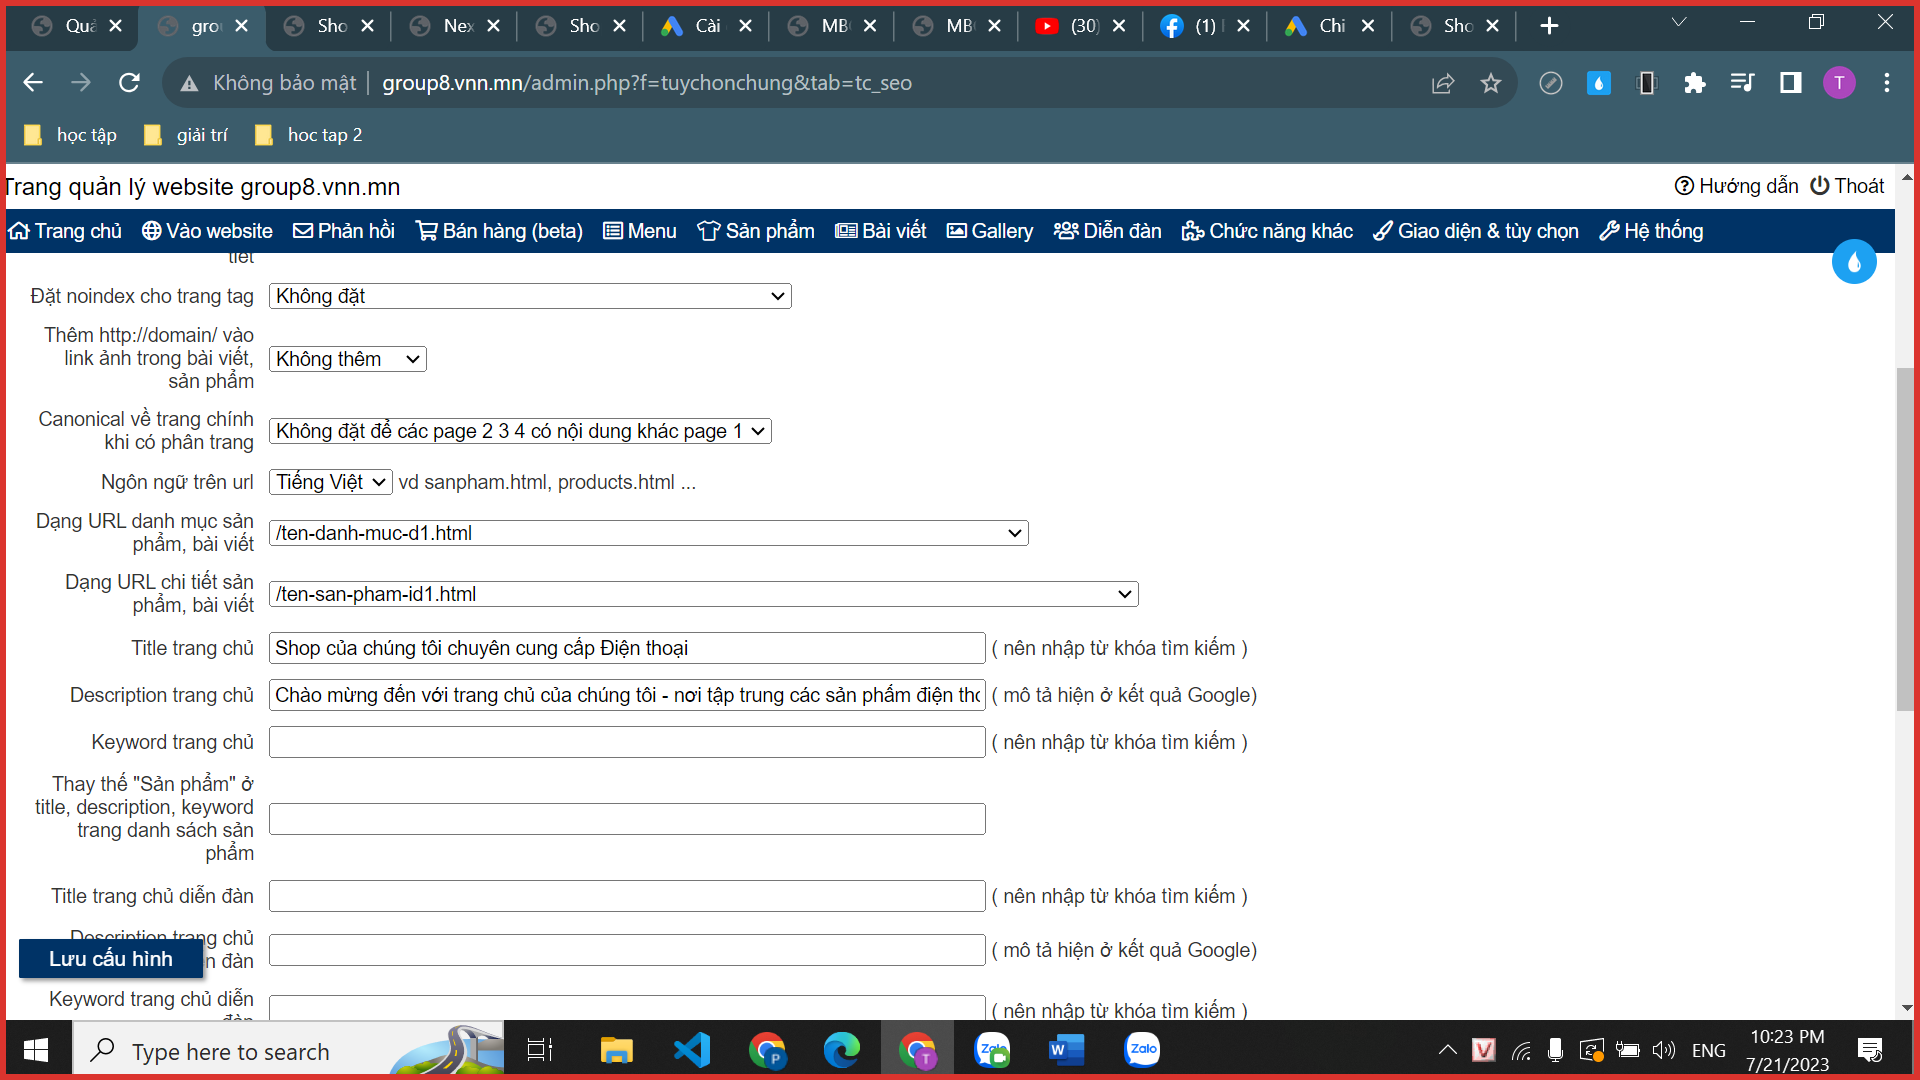 Quả
gro
Sho
Nex
Sho
Cài
MB
MB
(30)
(1)
Chi
Sho
Không bảo mật | group8.vnn.mn/admin.php?f=tuychonchung&tab=tc_seo
T
học tập
giải trí
hoc tap 2
Trang quản lý website group8.vnn.mn
Hướng dẫn
Thoát
Trang chủ
Vào website
Phản hồi
Bán hàng (beta)
Menu
Sản phẩm
Bài viết
Gallery
Diễn đàn
Chức năng khác
Giao diện & tùy chọn
Hệ thống
tiết
Đặt noindex cho trang tag
Không đặt
Thêm http://domain/ vào
link ảnh trong bài viết,
sản phẩm
Không thêm
Canonical về trang chính
khi có phân trang
Không đặt để các page 2 3 4 có nội dung khác page 1
Ngôn ngữ trên url
Tiếng Việt
vd sanpham.html, products.html ...
Dạng URL danh mục sản
phẩm, bài viết
/ten-danh-muc-d1.html
Dạng URL chi tiết sản
phẩm, bài viết
/ten-san-pham-id1.html
Title trang chủ
Shop của chúng tôi chuyên cung cấp Điện thoại
( nên nhập từ khóa tìm kiếm )
Description trang chủ
Chào mừng đến với trang chủ của chúng tôi - nơi tập trung các sản phẩm điện tho
( mô tả hiện ở kết quả Google)
Keyword trang chủ
( nên nhập từ khóa tìm kiếm )
Thay thế "Sản phẩm" ở
title, description, keyword
trang danh sách sản
phẩm
Title trang chủ diễn đàn
( nên nhập từ khóa tìm kiếm )
Description trang chủ
n đàn
( mô tả hiện ở kết quả Google)
Lưu cấu hình
Keyword trang chủ diễn
đàn
( nên nhập từ khóa tìm kiếm )
Type here to search
P
T
Zalo
W
Zalo
V
ENG
10:23 PM
7/21/2023